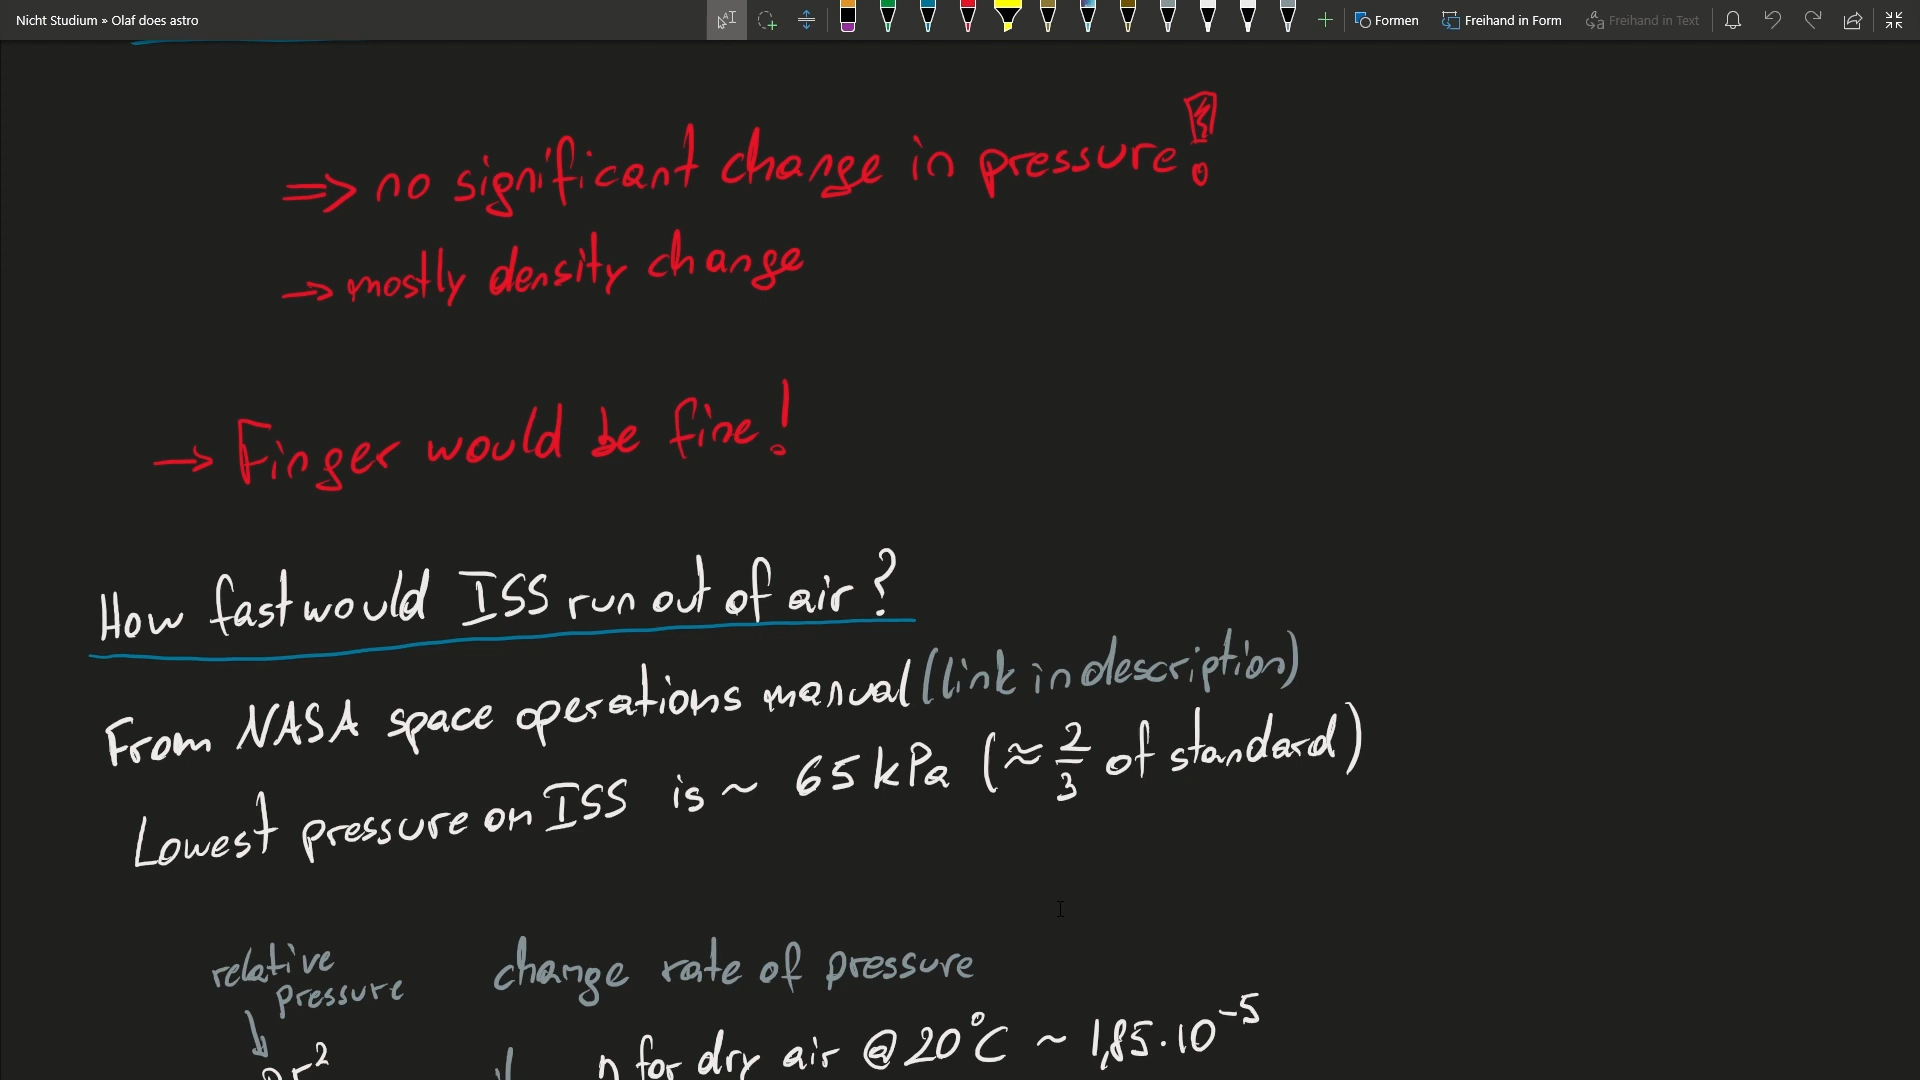 Nicht Studium » Olaf does astro
Formen
Freihand in Form
Freihand in Text
=> no significant change in pressure!
→ mostly density change
→ Finger would be fine!
How fast would ISS run out of air?
From NASA space operations manual (link in description)
Lowest pressure on ISS is ~ 65 kPa (≈ 2/3 of standard)
relative pressure
change rate of pressure
for dry air @ 20°C ~ 1,85·10⁻⁵